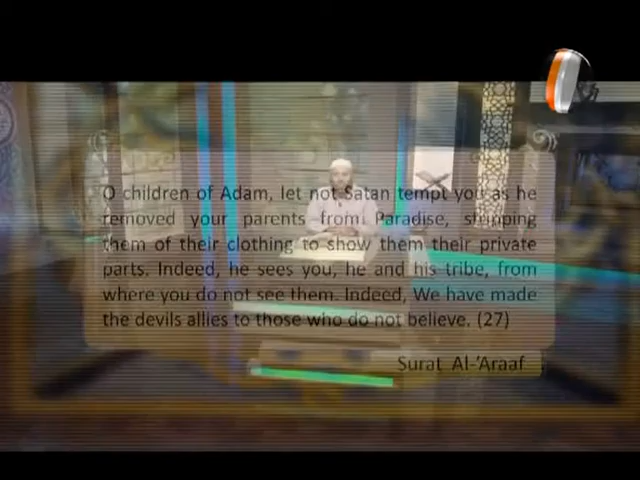 O children of Adam, let not Satan tempt you as he
removed your parents from Paradise, stripping
them of their clothing to show them their private
parts. Indeed, he sees you, he and his tribe, from
where you do not see them. Indeed, We have made
the devils allies to those who do not believe. (27)
Surat Al-'Araaf